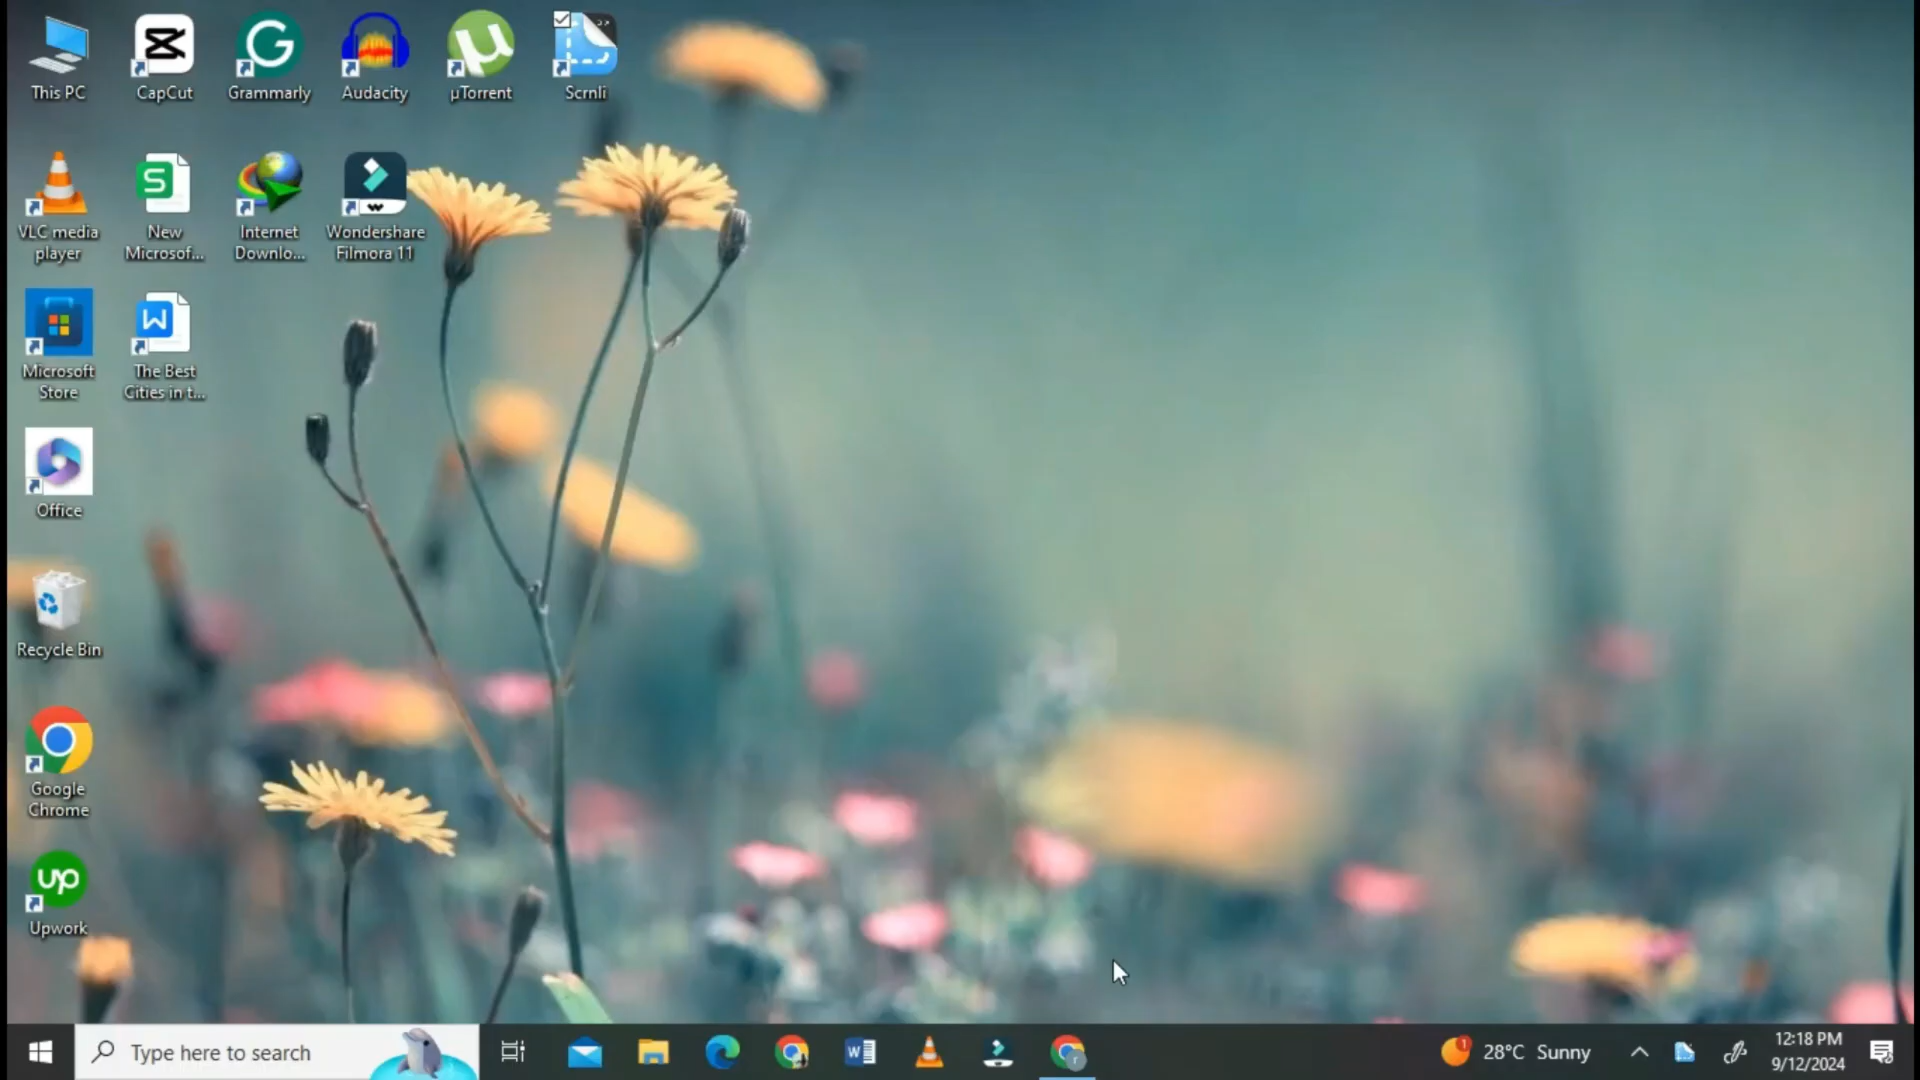 This PC
CapCut
Grammarly
Audacity
µTorrent
Scrnli
VLC media
player
New
Microsof...
Internet
Downlo...
Wondershare
Filmora 11
Microsoft
Store
The Best
Cities in t...
Office
Recycle Bin
Google
Chrome
up
Upwork
Type here to search
1
28°C Sunny
12:18 PM
9/12/2024